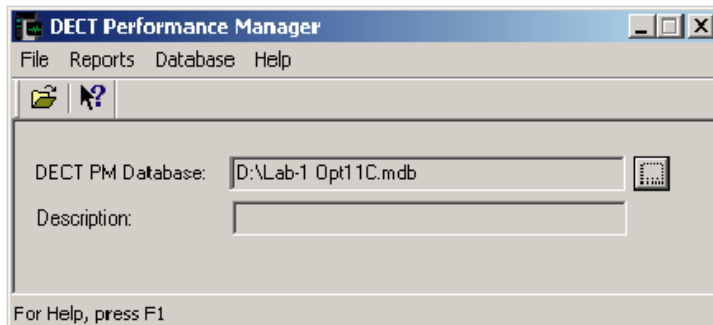 DECT Performance Manager
File Reports Database Help
DECT PM Database: D:\Lab-1 Opt11C.mdb
Description:
For Help, press F1